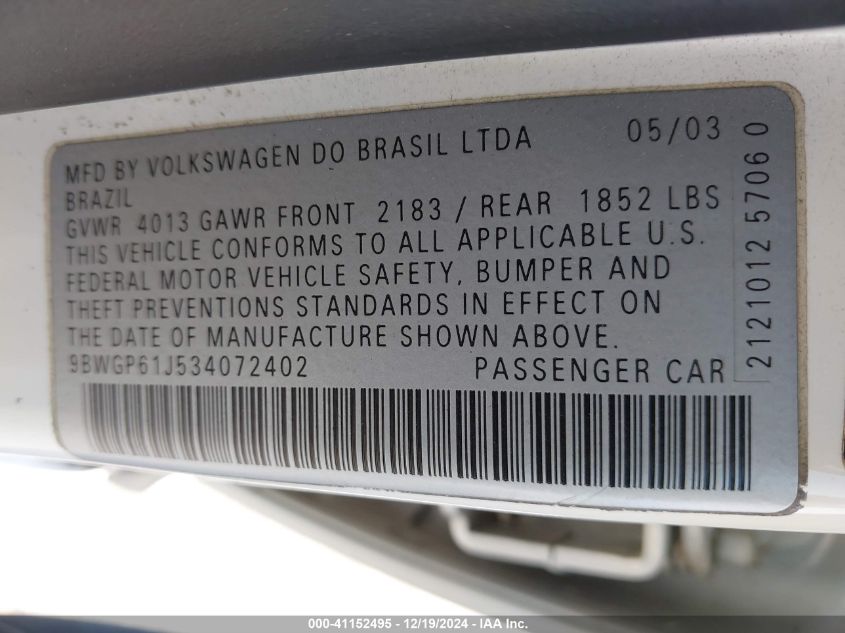 MFD BY VOLKSWAGEN DO BRASIL LTDA 05/03
BRAZIL
GVWR 4013 GAWR FRONT 2183 / REAR 1852 LBS
THIS VEHICLE CONFORMS TO ALL APPLICABLE U.S.
FEDERAL MOTOR VEHICLE SAFETY, BUMPER AND
THEFT PREVENTIONS STANDARDS IN EFFECT ON
THE DATE OF MANUFACTURE SHOWN ABOVE.
9BWGP61J534072402 PASSENGER CAR
2121012 5706 0
000-41152495 - 12/19/2024 - IAA Inc.